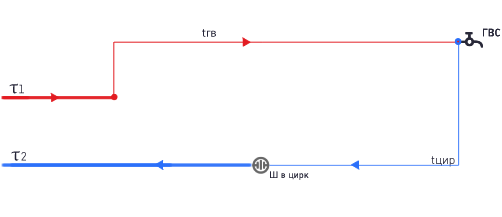 tгв
ГВС
τ1
τ2
tцир
Ш в цирк